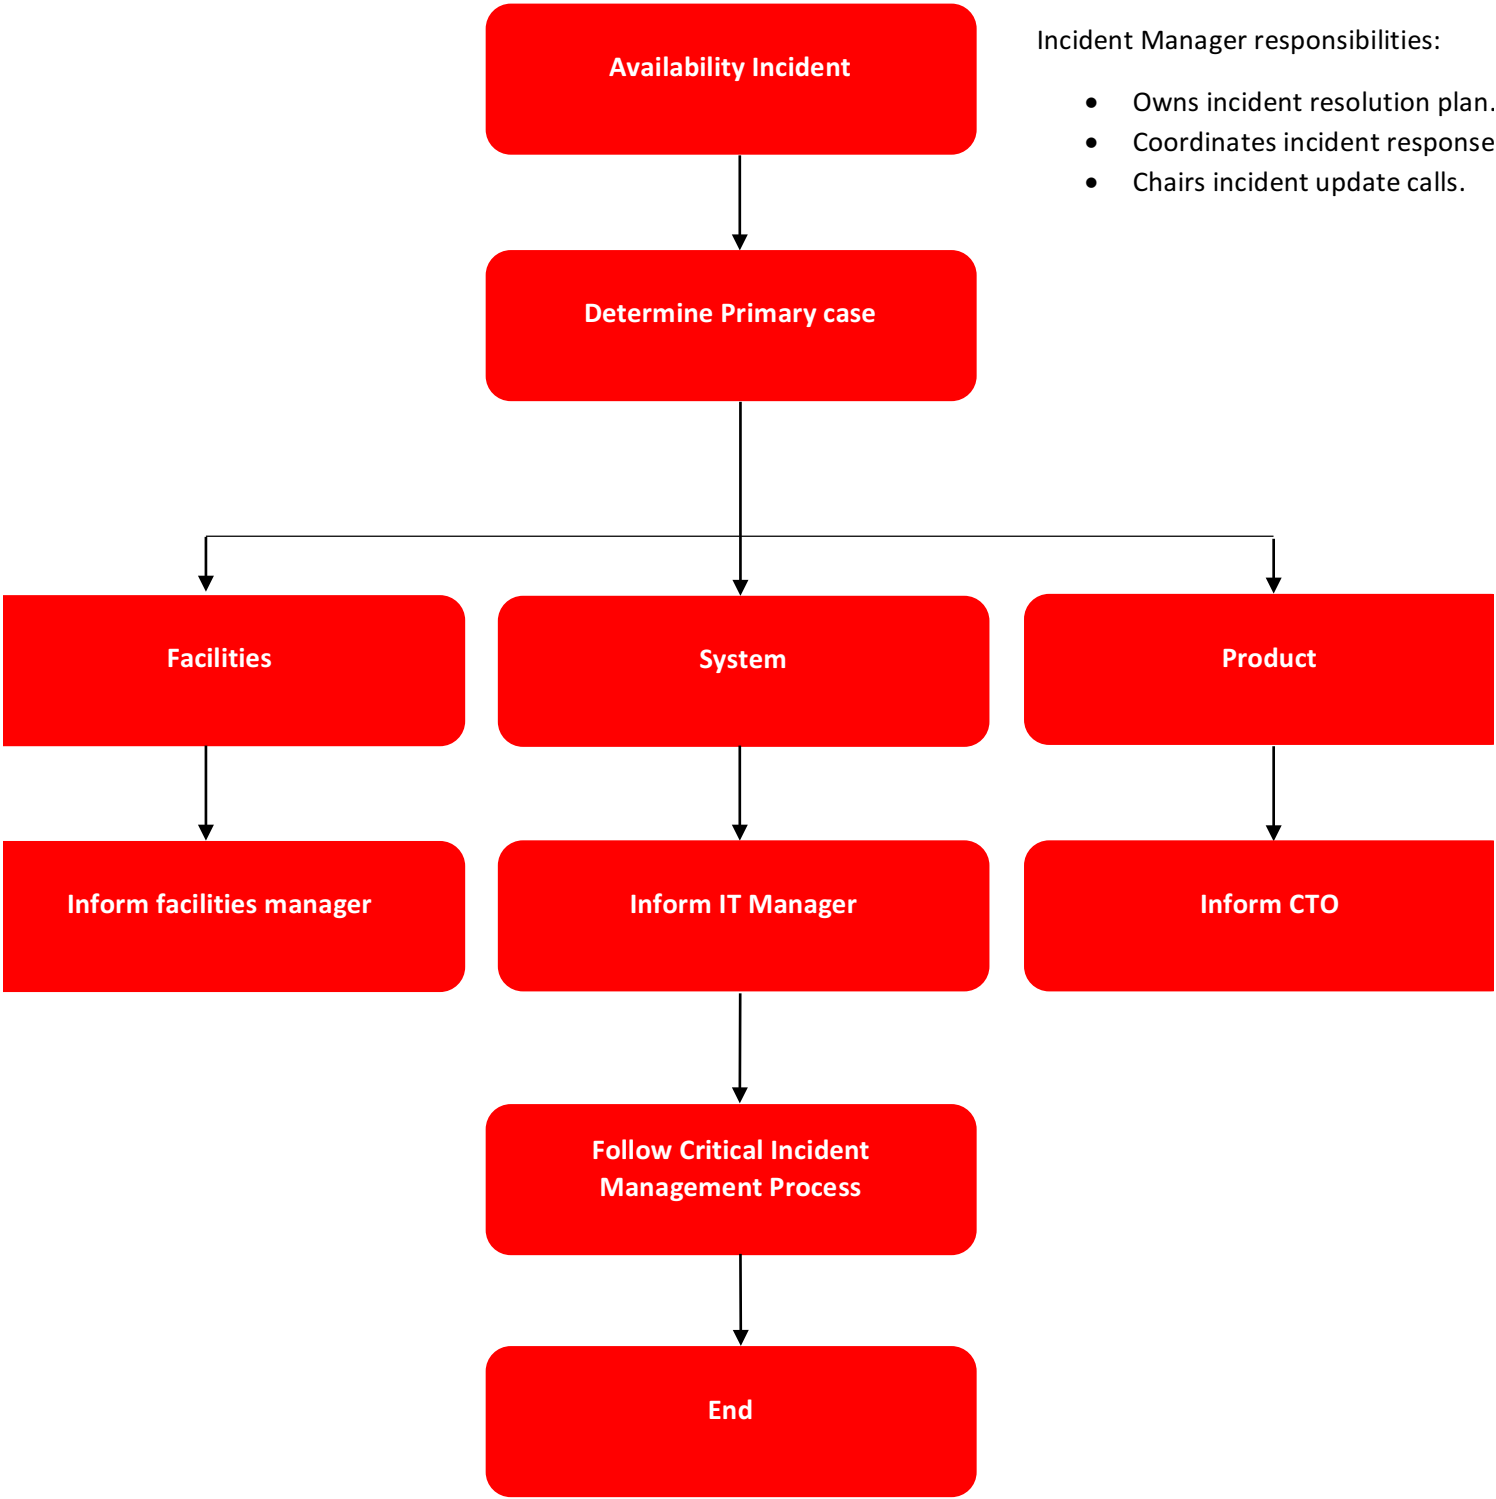 Availability Incident
Incident Manager responsibilities:
• Owns incident resolution plan.
• Coordinates incident response
• Chairs incident update calls.
Determine Primary case
Facilities
System
Product
Inform facilities manager
Inform IT Manager
Inform CTO
Follow Critical Incident
Management Process
End